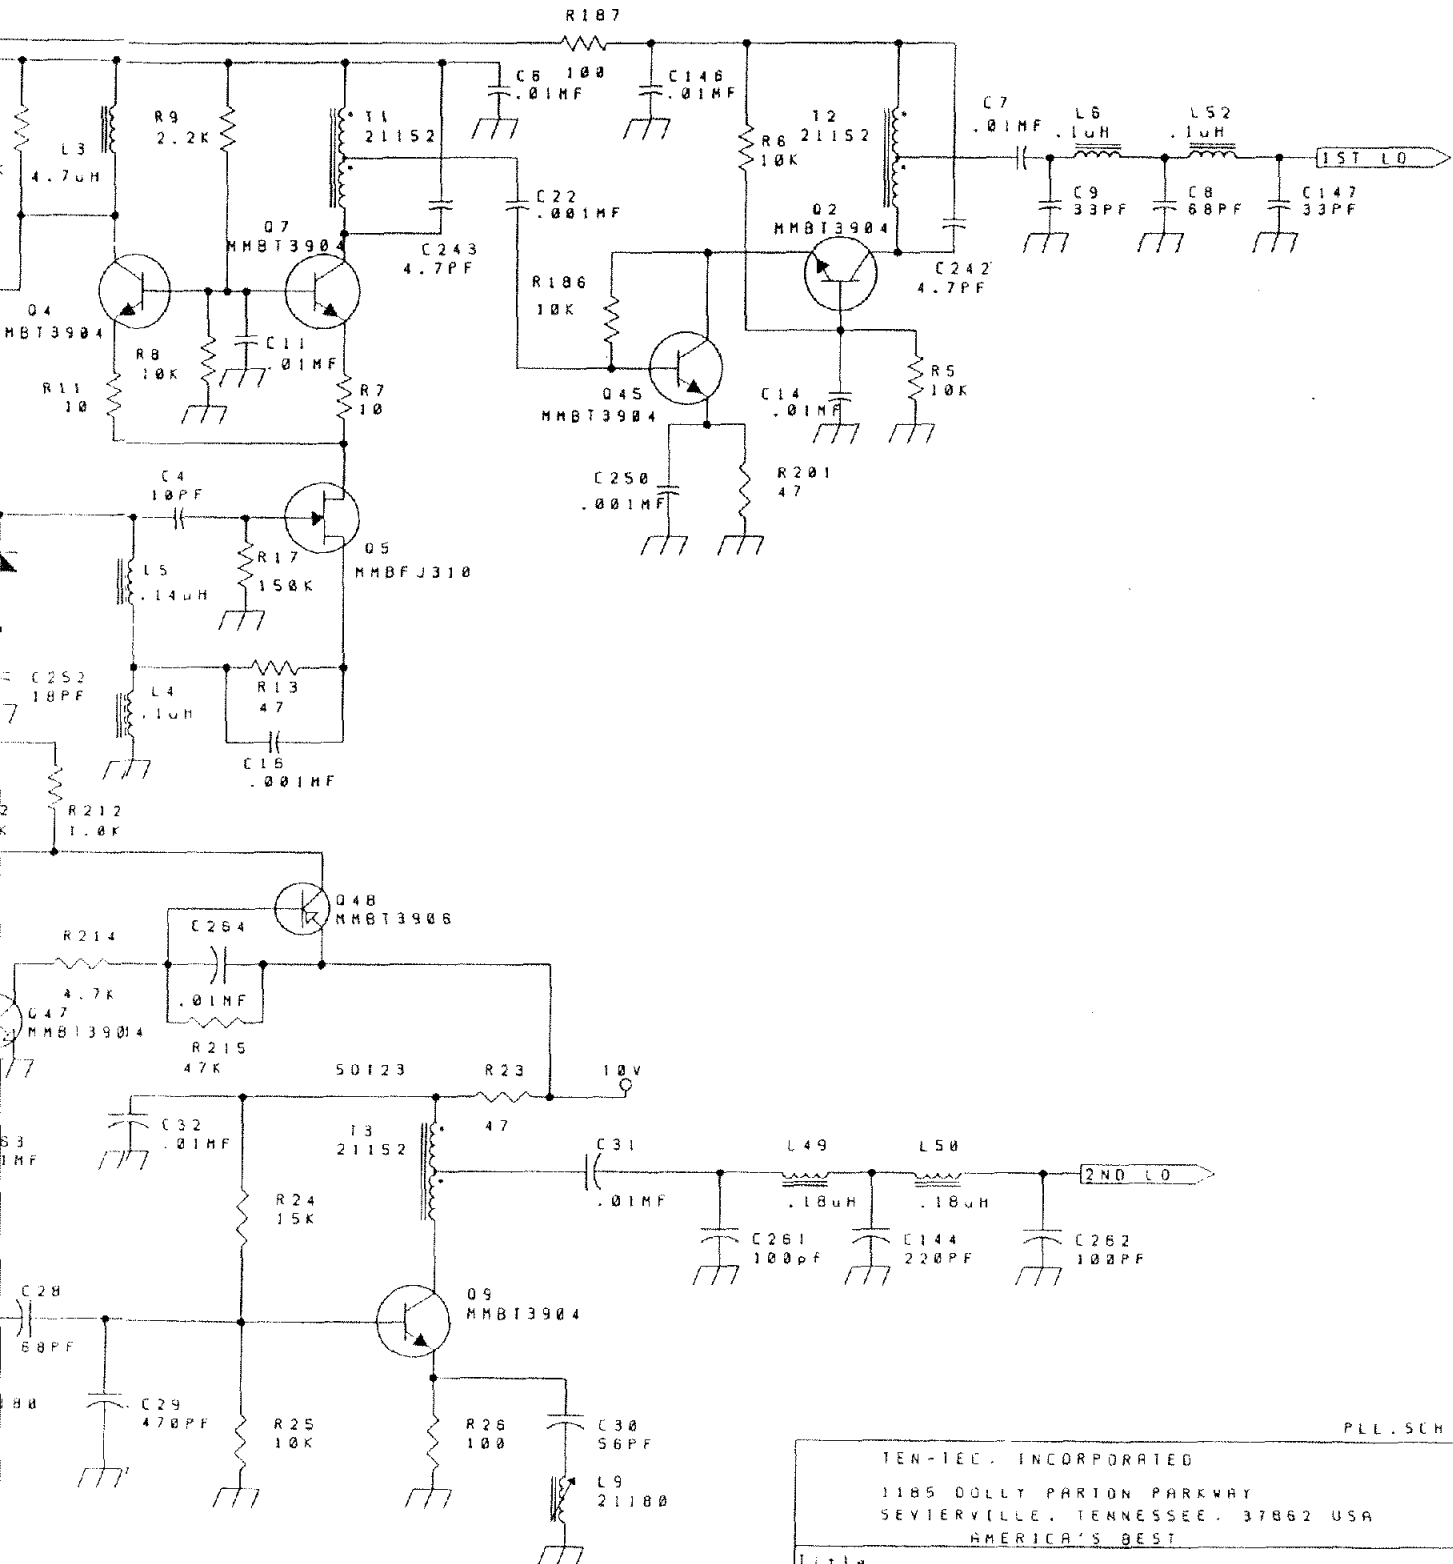 R187
100
C6
.01MF
C146
.01MF
R9
2.2K
T1
21152
L3
4.7uH
R6
10K
T2
21152
C7
.01MF
L6
.1uH
L52
.1uH
1ST LO
C9
33PF
C8
68PF
C147
33PF
C22
.001MF
Q7
MMBT3904
C243
4.7PF
Q2
MMBT3904
C242
4.7PF
R186
10K
Q4
MBT3904
R8
10K
C11
.01MF
R11
10
R7
10
Q45
MMBT3904
C14
.01MF
R5
10K
C4
10PF
C250
.001MF
R201
47
Q5
MMBFJ310
R17
150K
L5
.14uH
C252
18PF
L4
.1uH
R13
47
C16
.001MF
R212
1.0K
Q48
MMBT3906
C264
.01MF
R214
4.7K
Q47
MMBT3904
R215
47K
SOT23
R23
47
10V
C32
.01MF
T3
21152
C31
.01MF
L49
.18uH
L50
.18uH
2ND LO
R24
15K
C261
100pf
C144
220PF
C262
100PF
C28
68PF
Q9
MMBT3904
C29
470PF
R25
10K
R26
100
C30
56PF
L9
21180
PLL.SCH
TEN-TEC, INCORPORATED
1185 DOLLY PARTON PARKWAY
SEVIERVILLE, TENNESSEE. 37862 USA
AMERICA'S BEST
Title